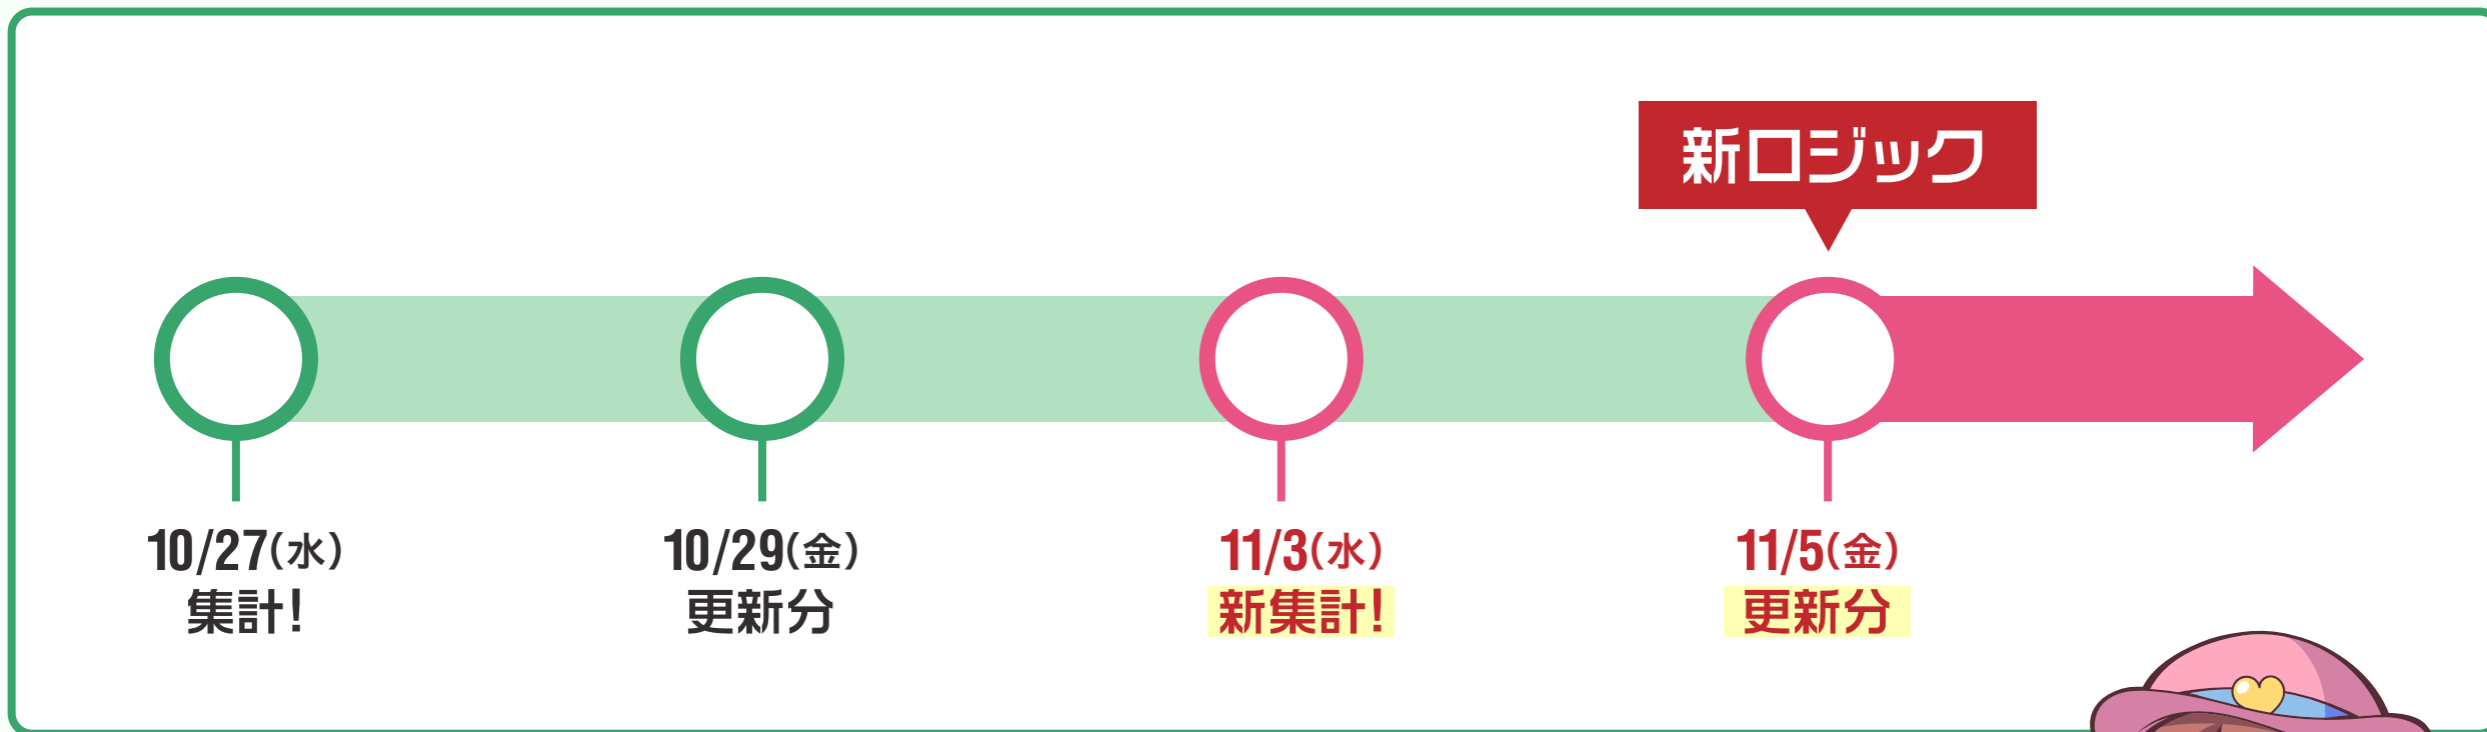 新ロジック
10/27(水)
集計!
10/29(金)
更新分
11/3(水)
新集計!
11/5(金)
更新分